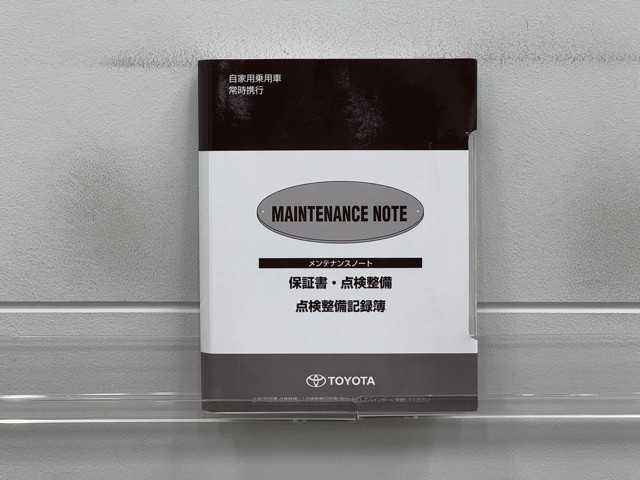 自家用乗用車
常時携行
MAINTENANCE NOTE
メンテナンスノート
保証書・点検整備
点検整備記録簿
TOYOTA